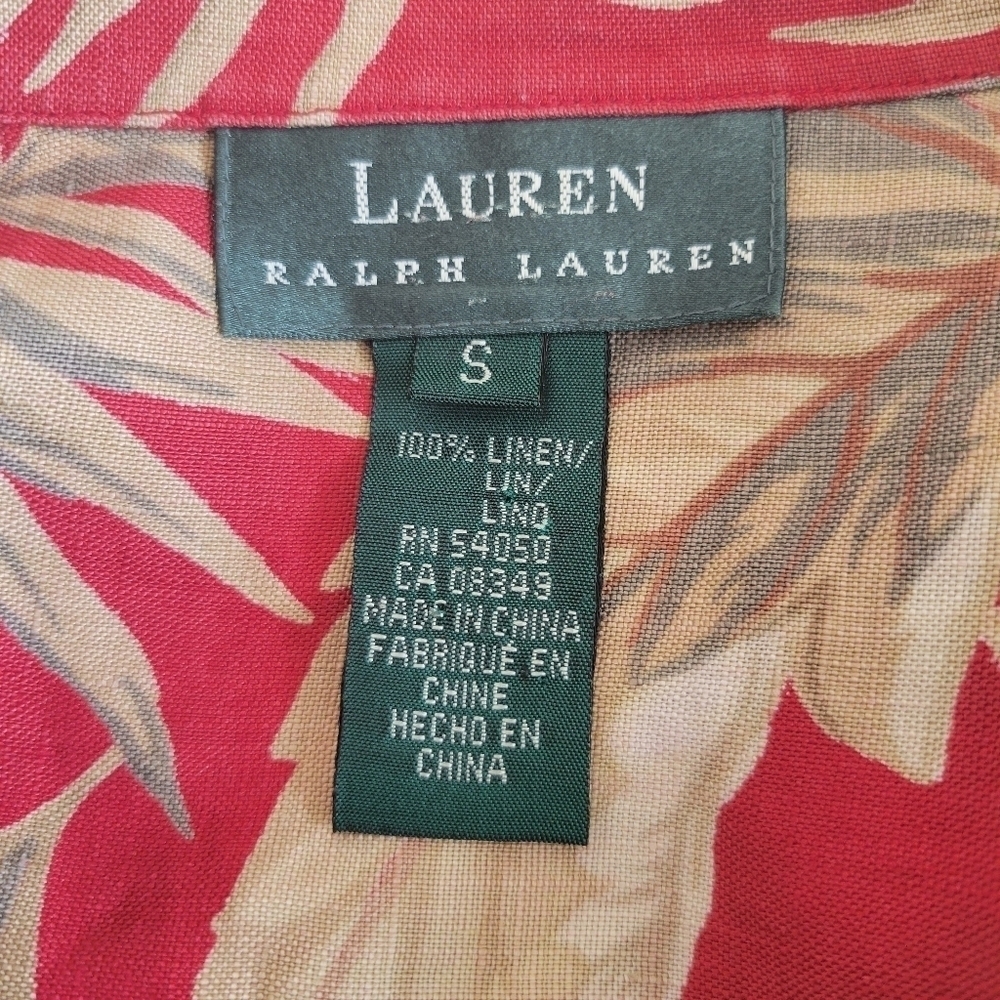 LAUREN
RALPH LAUREN
S
100% LINEN/
LIN/
LINO
RN 54050
CA 08349
MADE IN CHINA
FABRIQUÉ EN
CHINE
HECHO EN
CHINA